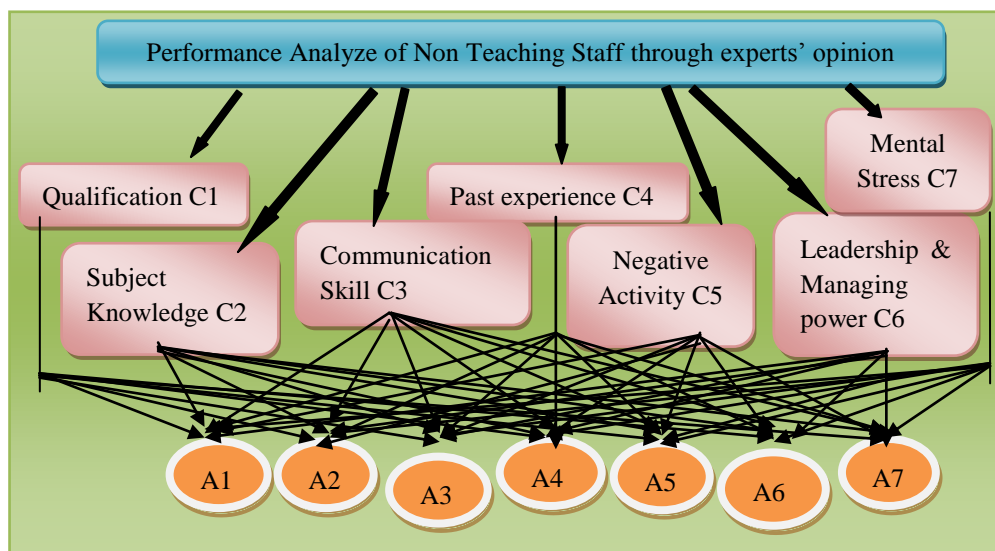 Performance Analyze of Non Teaching Staff through experts’ opinion
Mental
Stress C7
Qualification C1
Past experience C4
Subject
Knowledge C2
Communication
Skill C3
Negative
Activity C5
Leadership &
Managing
power C6
A1
A2
A3
A4
A5
A6
A7